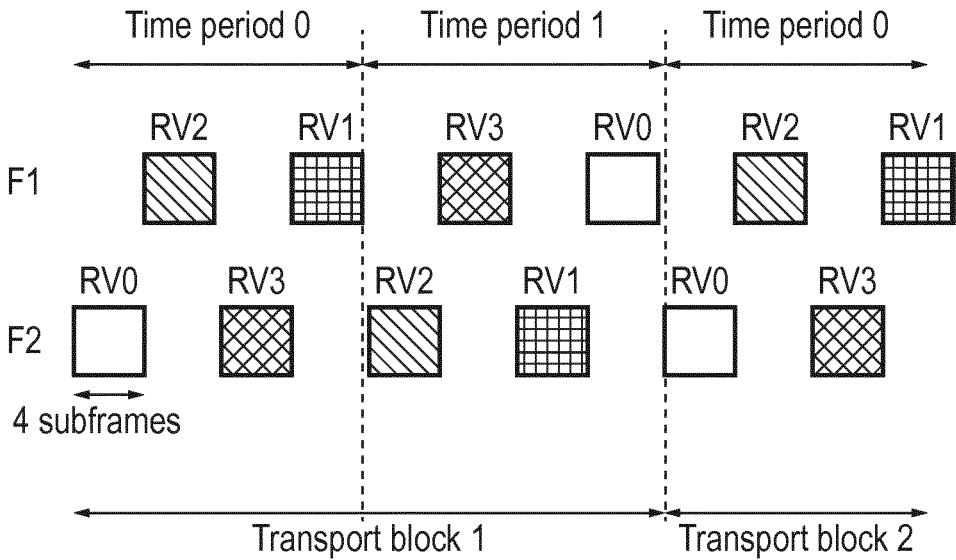 Time period 0 Time period 1 Time period 0
RV2 RV1 RV3 RV0 RV2 RV1
F1
RV0 RV3 RV2 RV1 RV0 RV3
F2
4 subframes
Transport block 1 Transport block 2